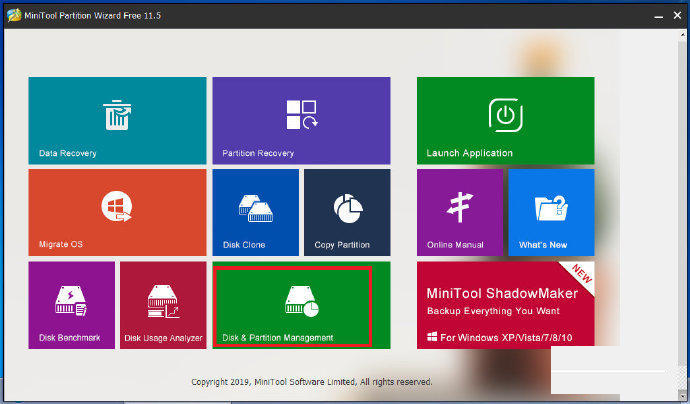 MiniTool Partition Wizard Free 11.5
Data Recovery
Partition Recovery
Launch Application
Migrate OS
Disk Clone
Copy Partition
Online Manual
What's New
Disk Benchmark
Disk Usage Analyzer
Disk & Partition Management
NEW
MiniTool ShadowMaker
Backup Everything You Want
For Windows XP/Vista/7/8/10
Copyright 2019, MiniTool Software Limited, All rights reserved.